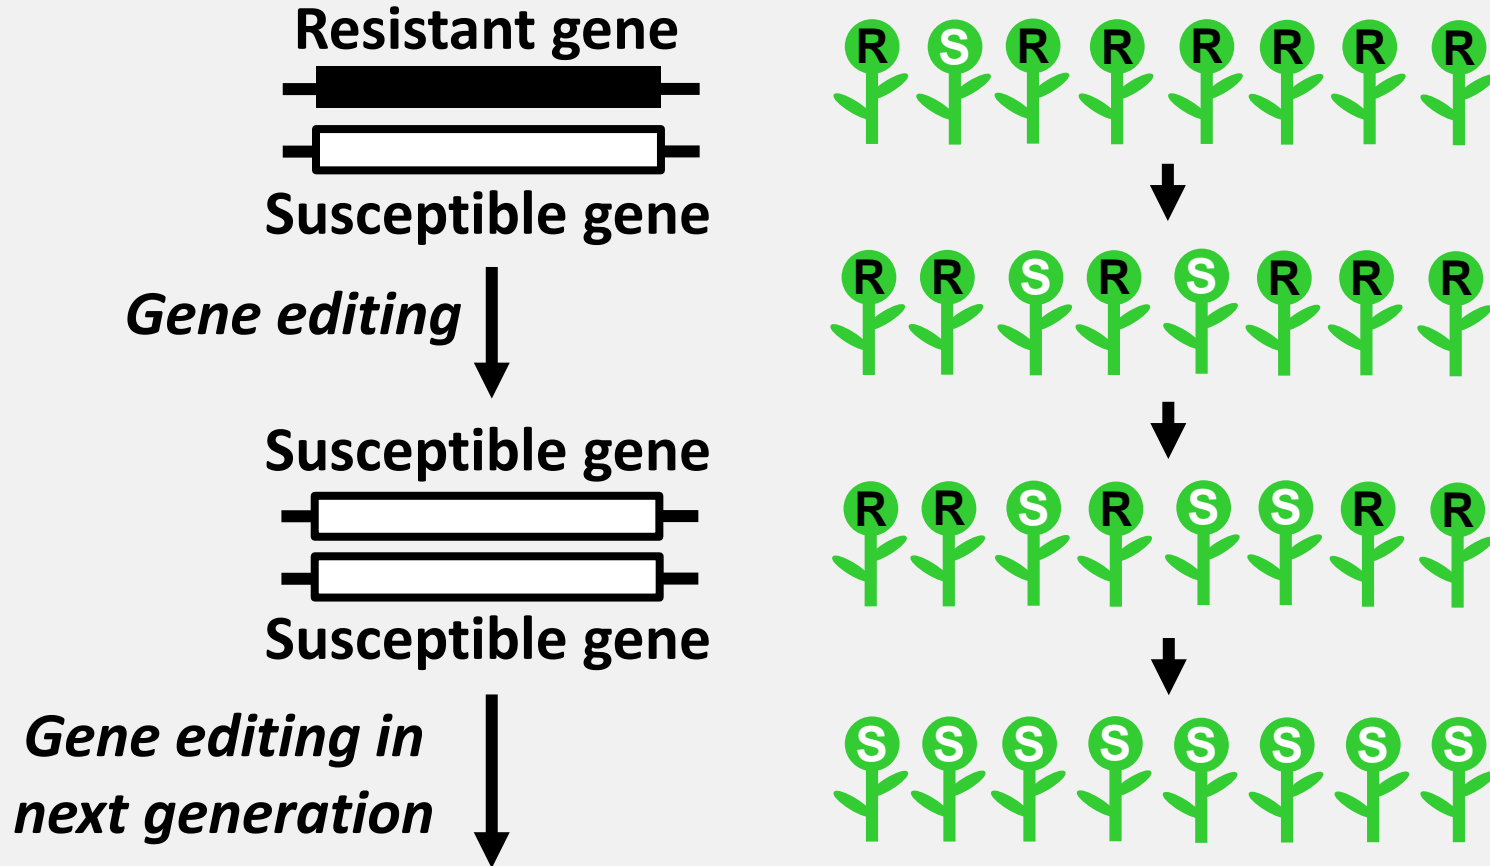 Resistant gene
Susceptible gene
Gene editing
Susceptible gene
Susceptible gene
Gene editing in
next generation
R S R R R R R R
R R S R S R R R
R R S R S S R R
S S S S S S S S